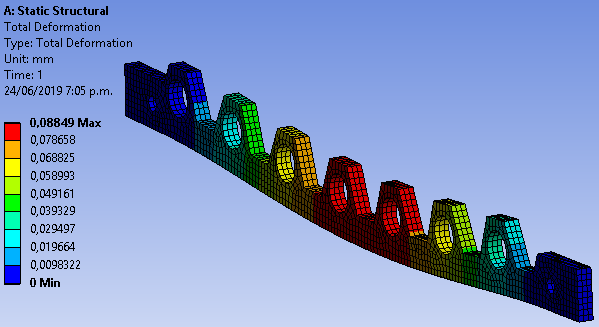 A: Static Structural
Total Deformation
Type: Total Deformation
Unit: mm
Time: 1
24/06/2019 7:05 p.m.
0,08849 Max
0,078658
0,068825
0,058993
0,049161
0,039329
0,029497
0,019664
0,0098322
0 Min